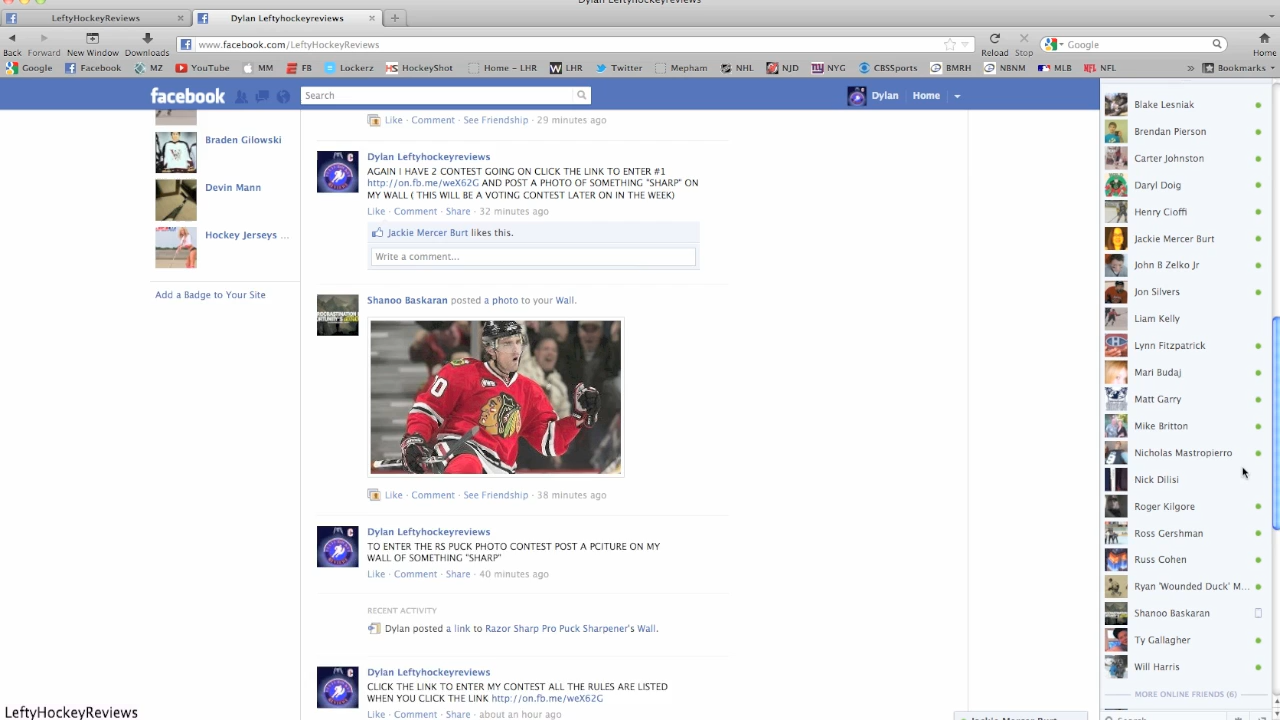 Dylan LeftyHockeyReviews
LeftyHockeyReviews
Dylan LeftyHockeyReviews
Back Forward New Window Downloads
www.facebook.com/LeftyHockeyReviews
Reload Stop
Google
Home
Google Facebook MZ YouTube MM FB Lockerz HockeyShot Home - LHR LHR Twitter Mepham NHL NJD NYG CBSSports BMRH NBNM MLB NFL » Bookmarks
facebook
Search
Dylan Home
Like · Comment · See Friendship · 29 minutes ago
Braden Gilowski
Devin Mann
Hockey Jerseys ...
Add a Badge to Your Site
Dylan Leftyhockeyreviews
AGAIN I HAVE 2 CONTEST GOING ON CLICK THE LINK TO ENTER #1
http://on.fb.me/weX62G AND POST A PHOTO OF SOMETHING "SHARP" ON
MY WALL (THIS WILL BE A VOTING CONTEST LATER ON IN THE WEEK)
Like · Comment · Share · 32 minutes ago
Jackie Mercer Burt likes this.
Write a comment...
Shanoo Baskaran posted a photo to your Wall.
10
Like · Comment · See Friendship · 38 minutes ago
Dylan Leftyhockeyreviews
TO ENTER THE RS PUCK PHOTO CONTEST POST A PCITURE ON MY
WALL OF SOMETHING "SHARP"
Like · Comment · Share · 40 minutes ago
RECENT ACTIVITY
Dylan posted a link to Razor Sharp Pro Puck Sharpener's Wall.
Dylan Leftyhockeyreviews
CLICK THE LINK TO ENTER MY CONTEST ALL THE RULES ARE LISTED
WHEN YOU CLICK THE LINK http://on.fb.me/weX62G
Like · Comment · Share · about an hour ago
Blake Lesniak
Brendan Pierson
Carter Johnston
Daryl Doig
Henry Cioffi
Jackie Mercer Burt
John B Zelko Jr
Jon Silvers
Liam Kelly
Lynn Fitzpatrick
Mari Budaj
Matt Garry
Mike Britton
Nicholas Mastropierro
Nick Dilisi
Roger Kilgore
Ross Gershman
Russ Cohen
Ryan 'Wounded Duck' M...
Shanoo Baskaran
Ty Gallagher
Will Harris
MORE ONLINE FRIENDS (6)
Jackie Mercer Burt
Search
LeftyHockeyReviews